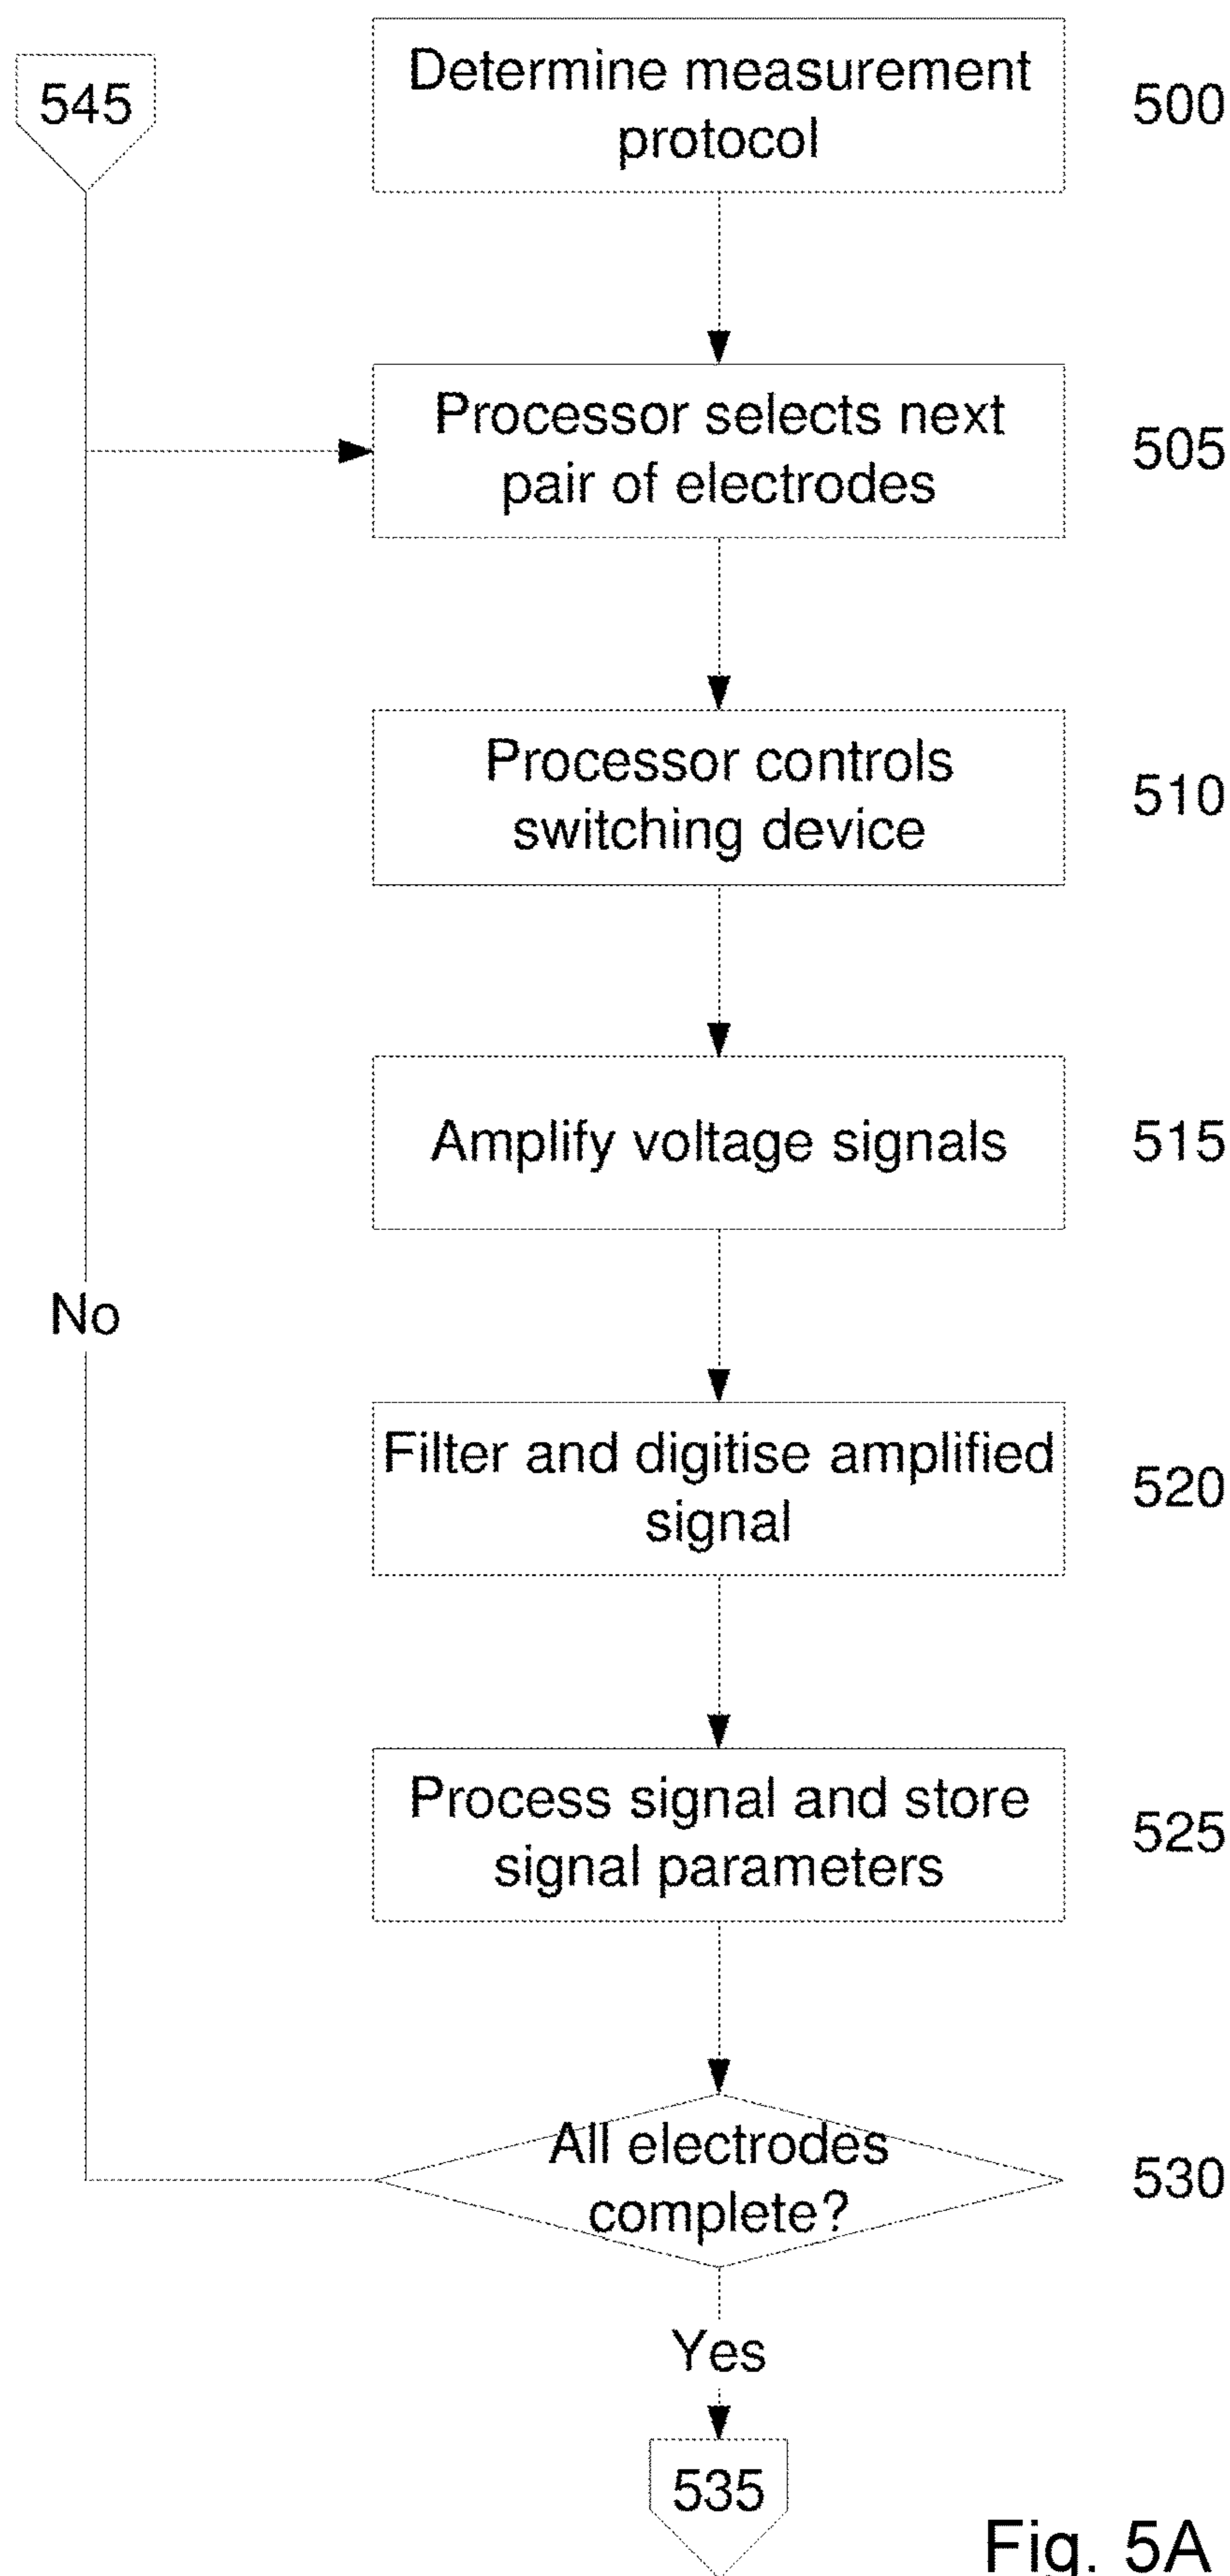 545
Determine measurement
protocol
500
Processor selects next
pair of electrodes
505
Processor controls
switching device
510
Amplify voltage signals
515
No
Filter and digitise amplified
signal
520
Process signal and store
signal parameters
525
All electrodes
complete?
530
Yes
535
Fig. 5A